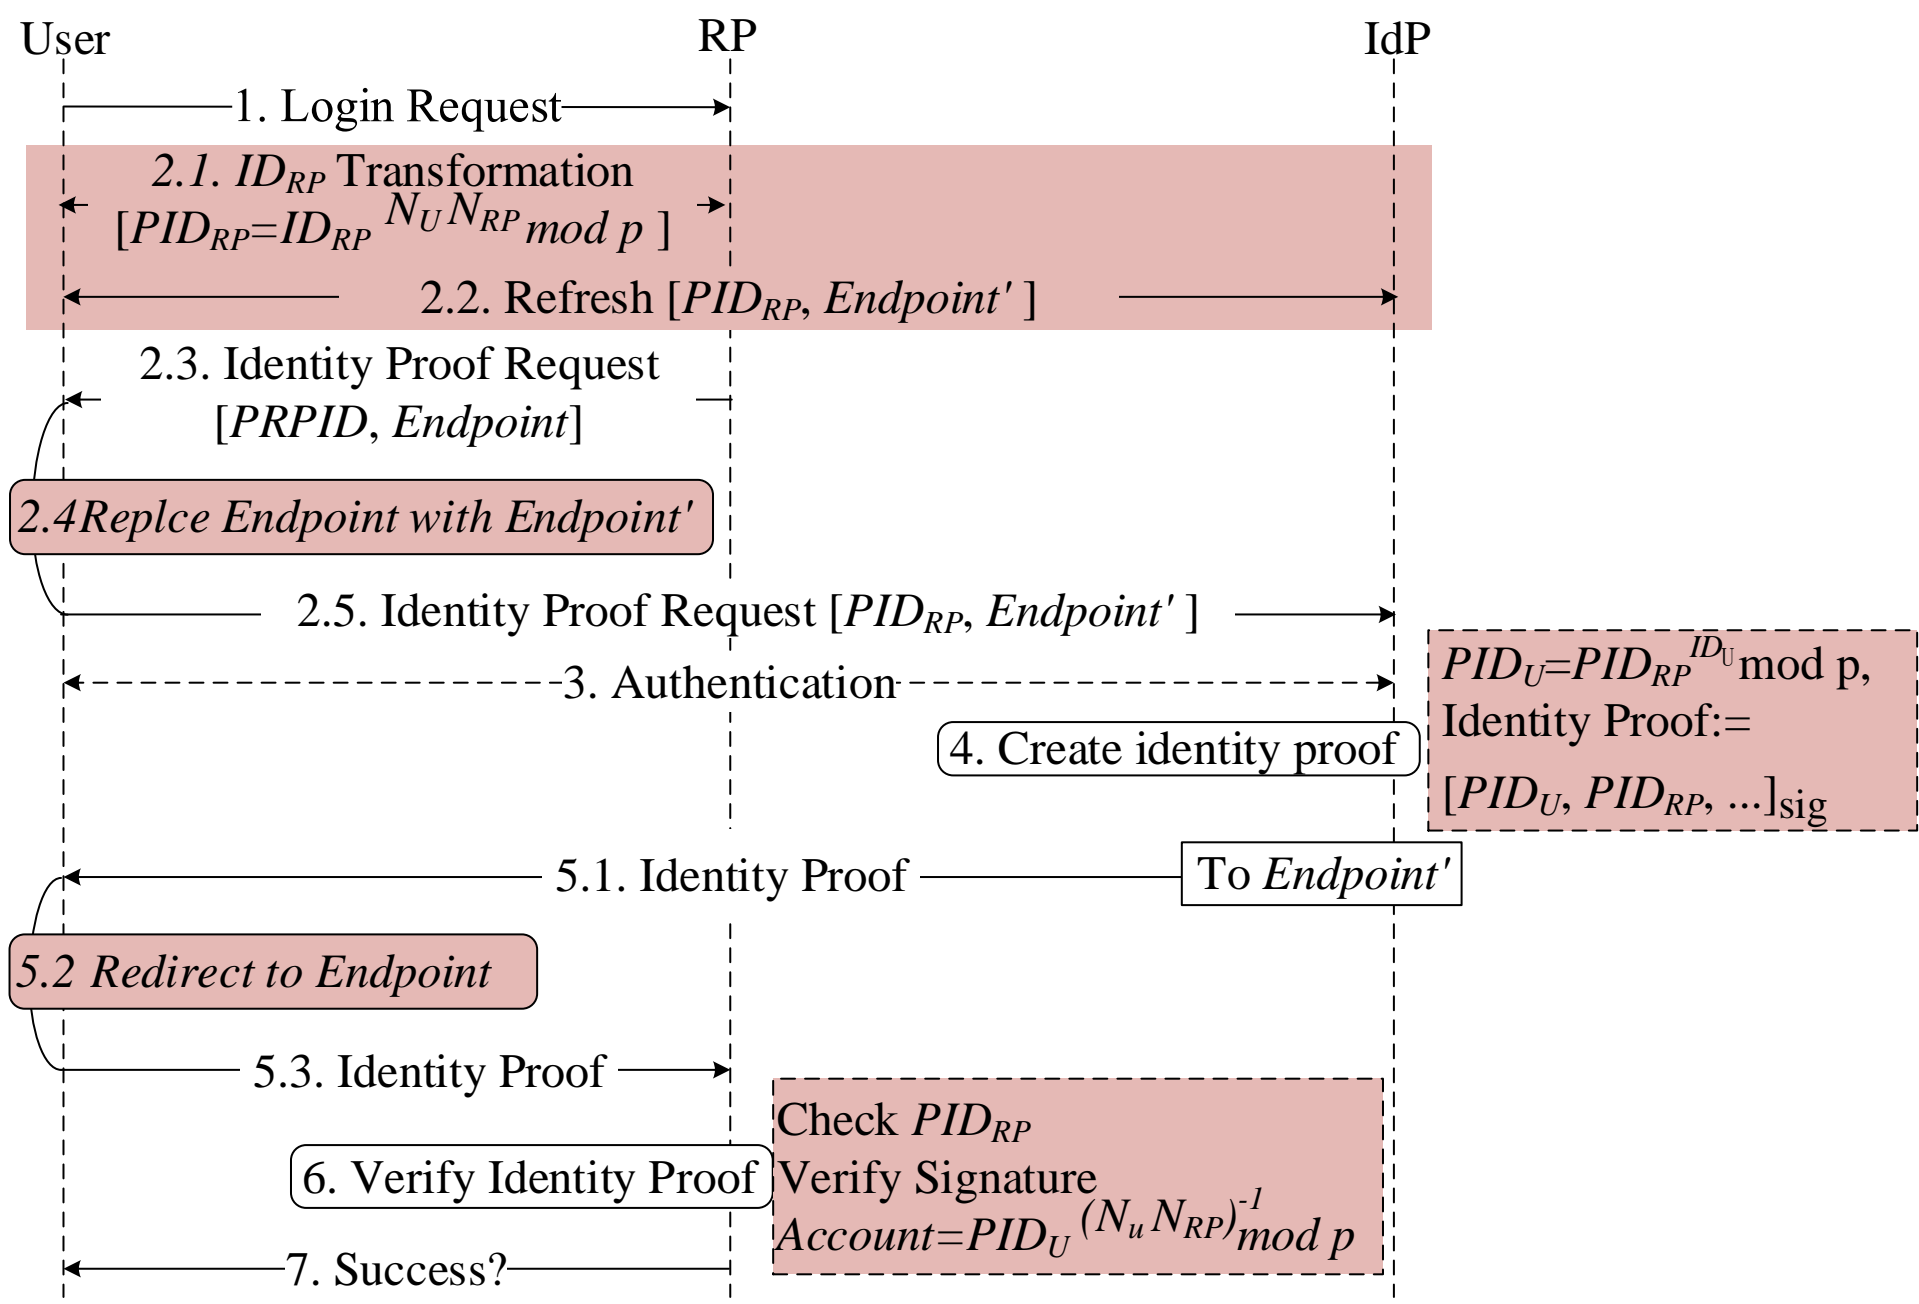 User RP IdP
1. Login Request
2.1. ID_RP Transformation
[PID_RP=ID_RP ^{N_U N_RP} mod p ]
2.2. Refresh [PID_RP, Endpoint' ]
2.3. Identity Proof Request
[PRPID, Endpoint]
2.4Replce Endpoint with Endpoint'
2.5. Identity Proof Request [PID_RP, Endpoint' ]
3. Authentication
PID_U=PID_RP^{ID_U} mod p,
Identity Proof:=
[PID_U, PID_RP, ...]_sig
4. Create identity proof
5.1. Identity Proof
To Endpoint'
5.2 Redirect to Endpoint
5.3. Identity Proof
6. Verify Identity Proof
Check PID_RP
Verify Signature
Account=PID_U ^{(N_u N_RP)^{-1}} mod p
7. Success?